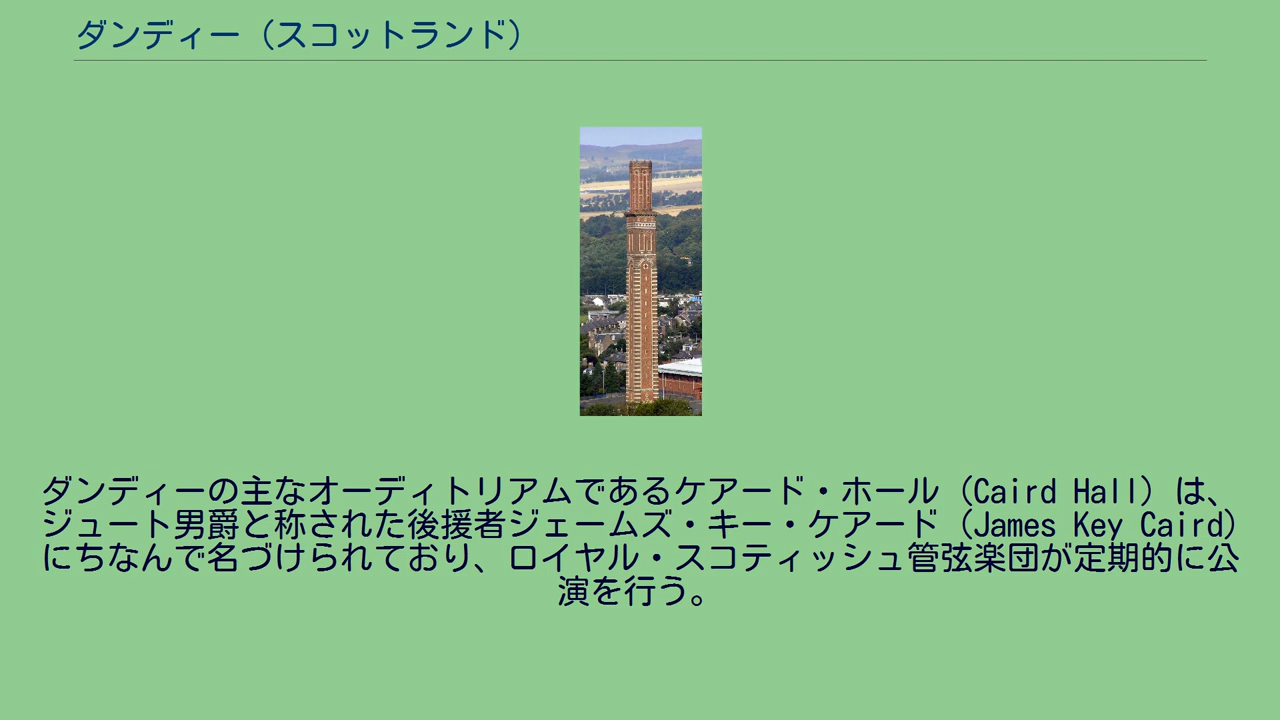 ダンディー（スコットランド）
ダンディーの主なオーディトリアムであるケアード・ホール（Caird Hall）は、
ジュート男爵と称された後援者ジェームズ・キー・ケアード（James Key Caird）
にちなんで名づけられており、ロイヤル・スコティッシュ管弦楽団が定期的に公
演を行う。